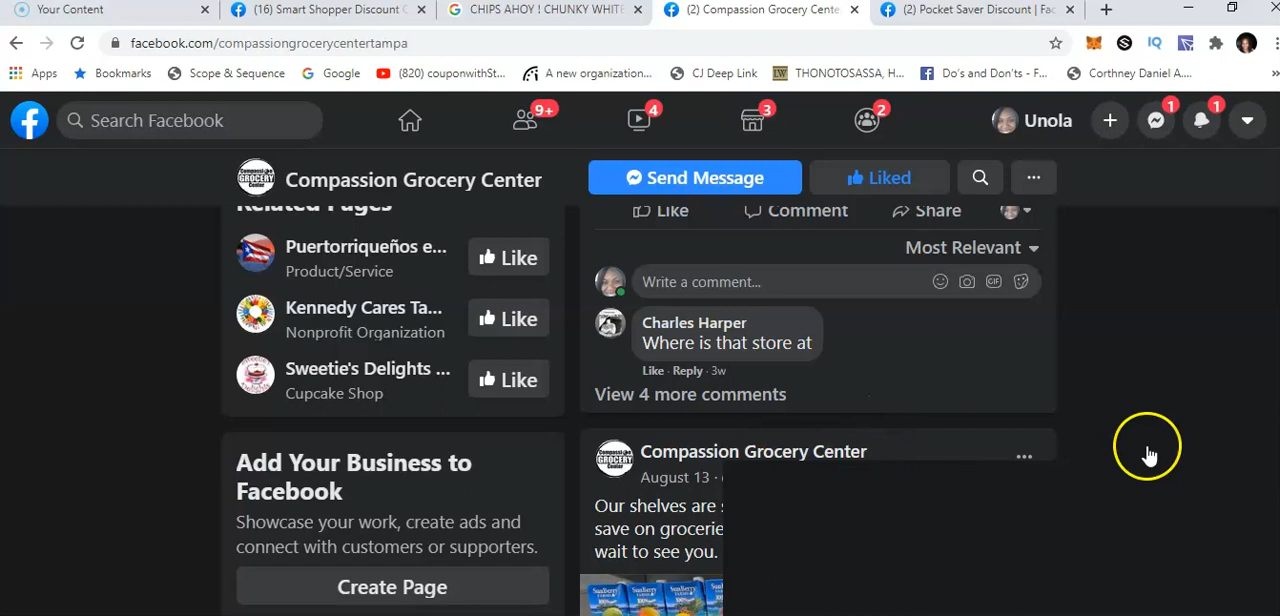 Your Content
(16) Smart Shopper Discount
CHIPS AHOY ! CHUNKY WHITE
(2) Compassion Grocery Cente
(2) Pocket Saver Discount | Fac
facebook.com/compassiongrocerycentertampa
Apps
Bookmarks
Scope & Sequence
Google
(820) couponwithSt...
A new organization...
CJ Deep Link
THONOTOSASSA, H...
Do's and Don'ts - F...
Corthney Daniel A....
Search Facebook
9+
4
3
2
Unola
1
1
Compassion Grocery Center
Send Message
Liked
Related Pages
Puertorriqueños e...
Product/Service
Like
Kennedy Cares Ta...
Nonprofit Organization
Like
Sweetie's Delights ...
Cupcake Shop
Like
Add Your Business to
Facebook
Showcase your work, create ads and
connect with customers or supporters.
Create Page
Like
Comment
Share
Most Relevant
Write a comment...
GIF
Charles Harper
Where is that store at
Like · Reply · 3w
View 4 more comments
Compassion Grocery Center
August 13 ·
Our shelves are
save on groceries
wait to see you.